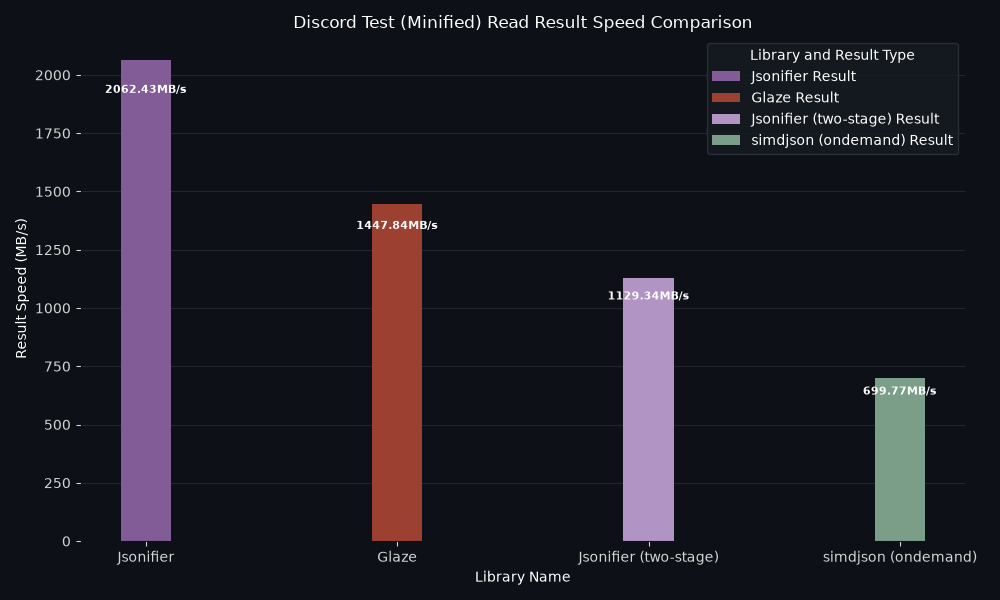 Discord Test (Minified) Read Result Speed Comparison
Library and Result Type
Jsonifier Result
Glaze Result
Jsonifier (two-stage) Result
simdjson (ondemand) Result
Result Speed (MB/s)
2000
1750
1500
1250
1000
750
500
250
0
2062.43MB/s
1447.84MB/s
1129.34MB/s
699.77MB/s
Jsonifier
Glaze
Jsonifier (two-stage)
simdjson (ondemand)
Library Name